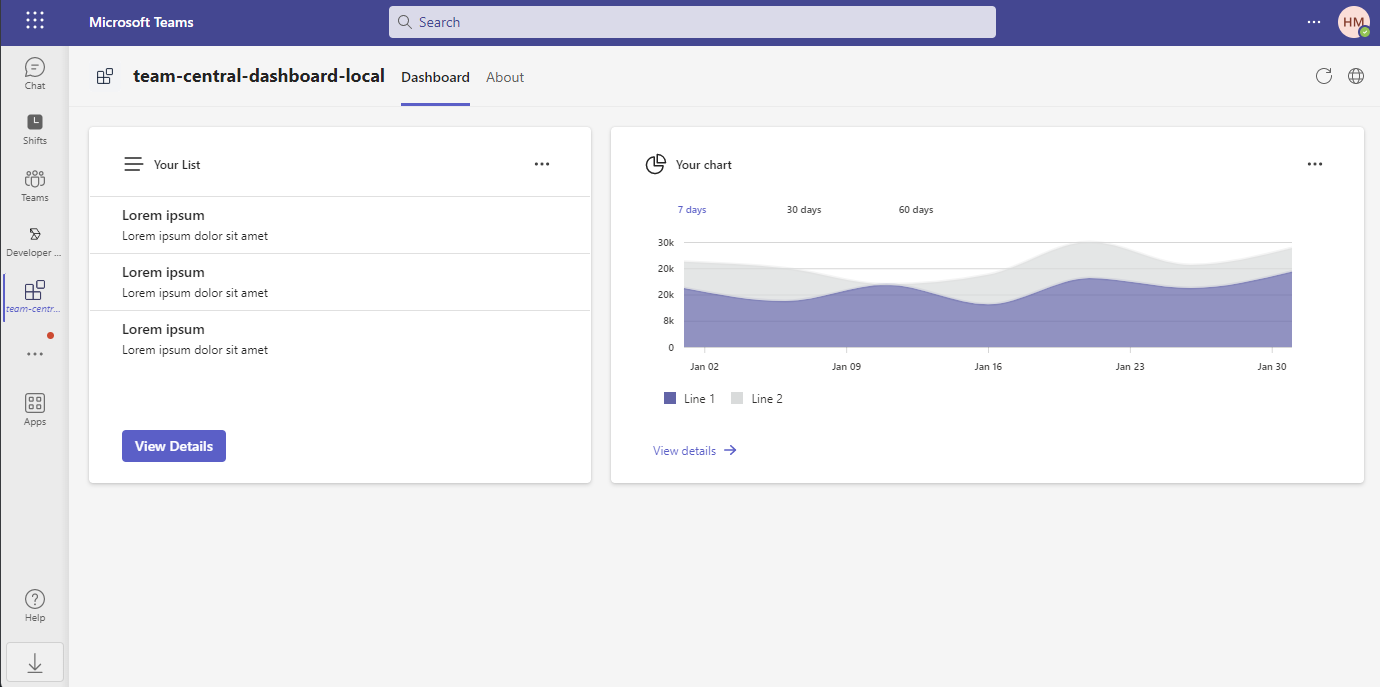 Microsoft Teams
Search
HM
Chat
Shifts
Teams
Developer ...
team-centr...
Apps
Help
team-central-dashboard-local Dashboard About
Your List
Lorem ipsum
Lorem ipsum dolor sit amet
Lorem ipsum
Lorem ipsum dolor sit amet
Lorem ipsum
Lorem ipsum dolor sit amet
View Details
Your chart
7 days 30 days 60 days
30k
20k
20k
8k
0
Jan 02 Jan 09 Jan 16 Jan 23 Jan 30
Line 1 Line 2
View details